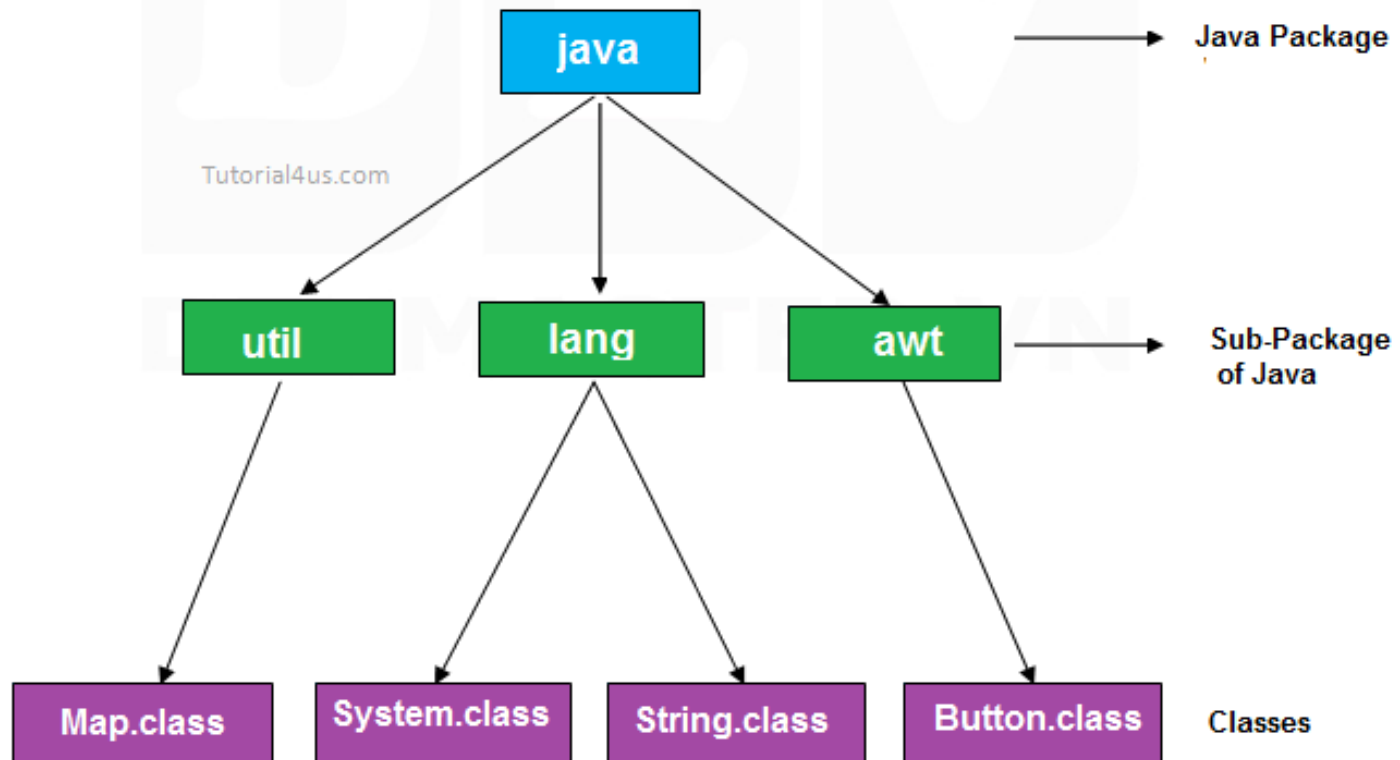 java
Java Package
Tutorial4us.com
util
lang
awt
Sub-Package
of Java
Map.class
System.class
String.class
Button.class
Classes